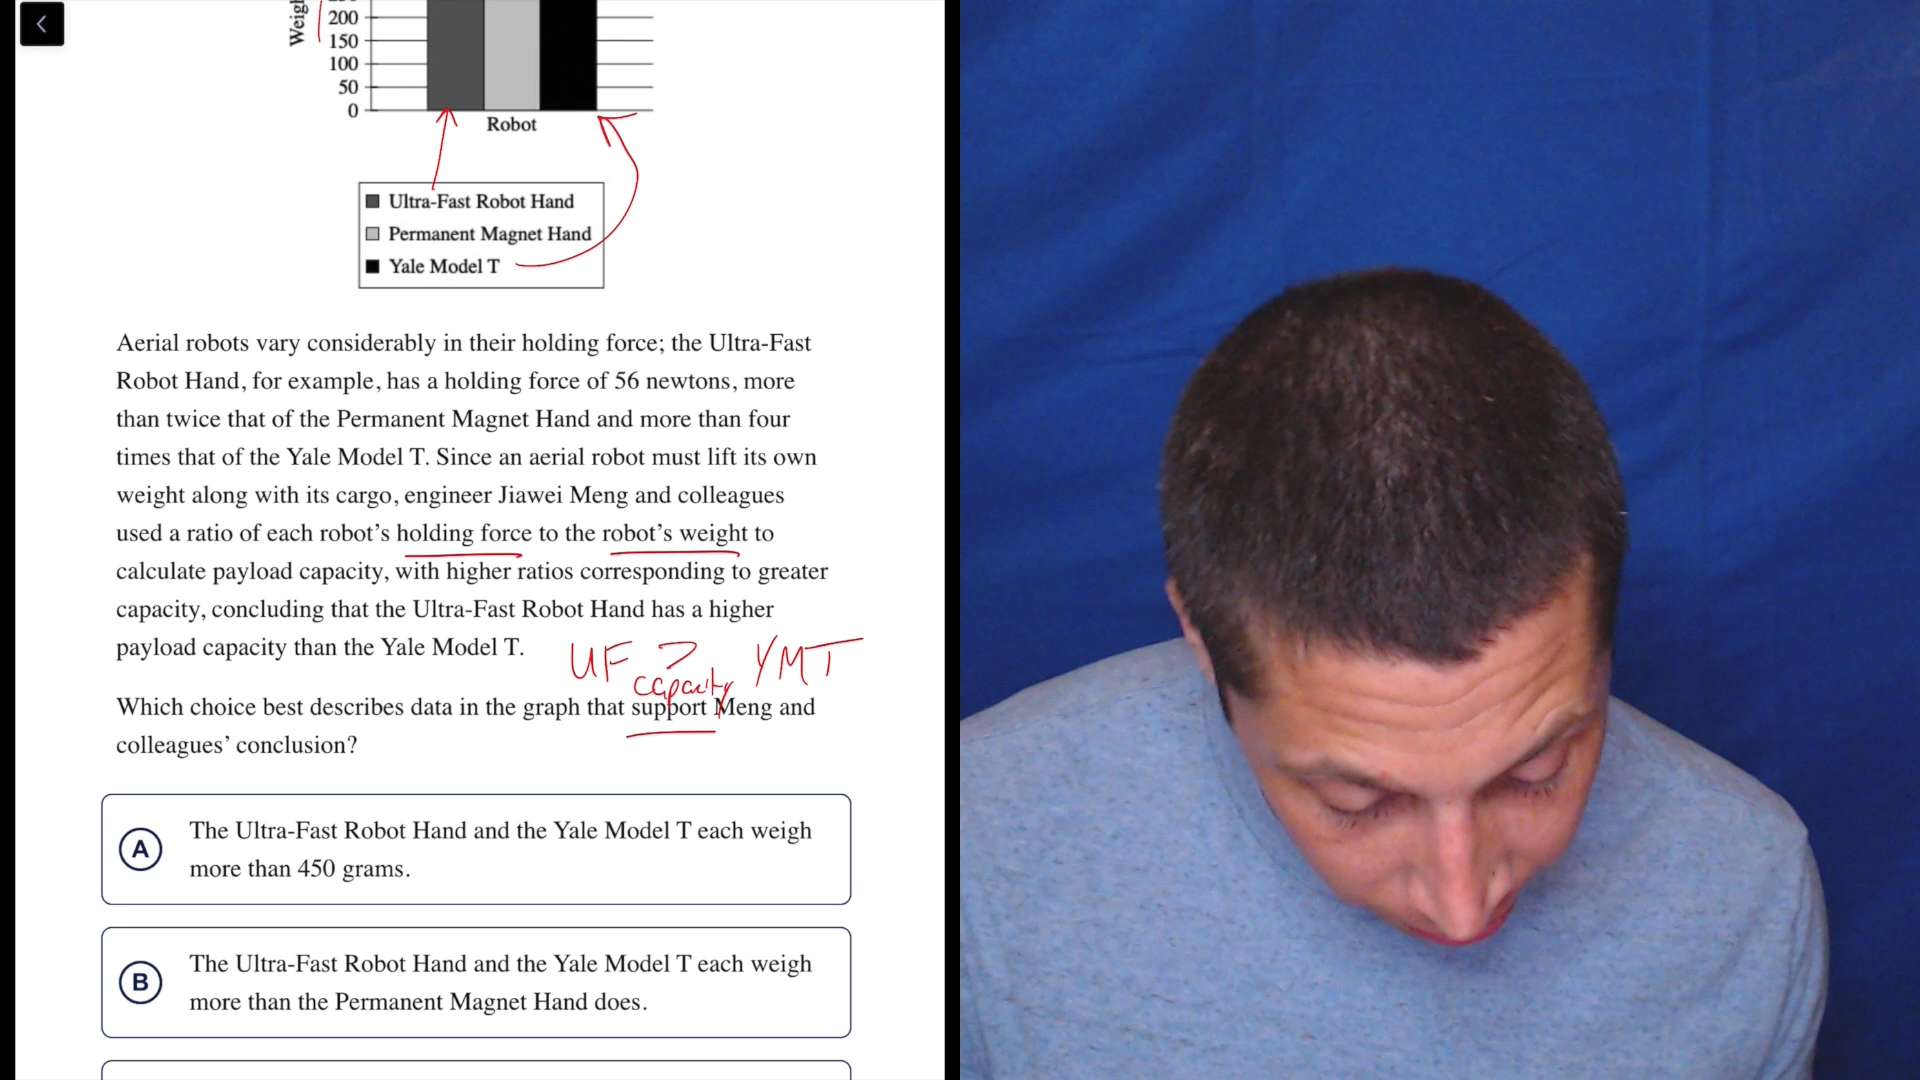 Weigh
200
150
100
50
0
Robot
Ultra-Fast Robot Hand
Permanent Magnet Hand
Yale Model T
Aerial robots vary considerably in their holding force; the Ultra-Fast
Robot Hand, for example, has a holding force of 56 newtons, more
than twice that of the Permanent Magnet Hand and more than four
times that of the Yale Model T. Since an aerial robot must lift its own
weight along with its cargo, engineer Jiawei Meng and colleagues
used a ratio of each robot’s holding force to the robot’s weight to
calculate payload capacity, with higher ratios corresponding to greater
capacity, concluding that the Ultra-Fast Robot Hand has a higher
payload capacity than the Yale Model T.
UF > YMT
capacity
Which choice best describes data in the graph that support Meng and
colleagues’ conclusion?
A
The Ultra-Fast Robot Hand and the Yale Model T each weigh
more than 450 grams.
B
The Ultra-Fast Robot Hand and the Yale Model T each weigh
more than the Permanent Magnet Hand does.